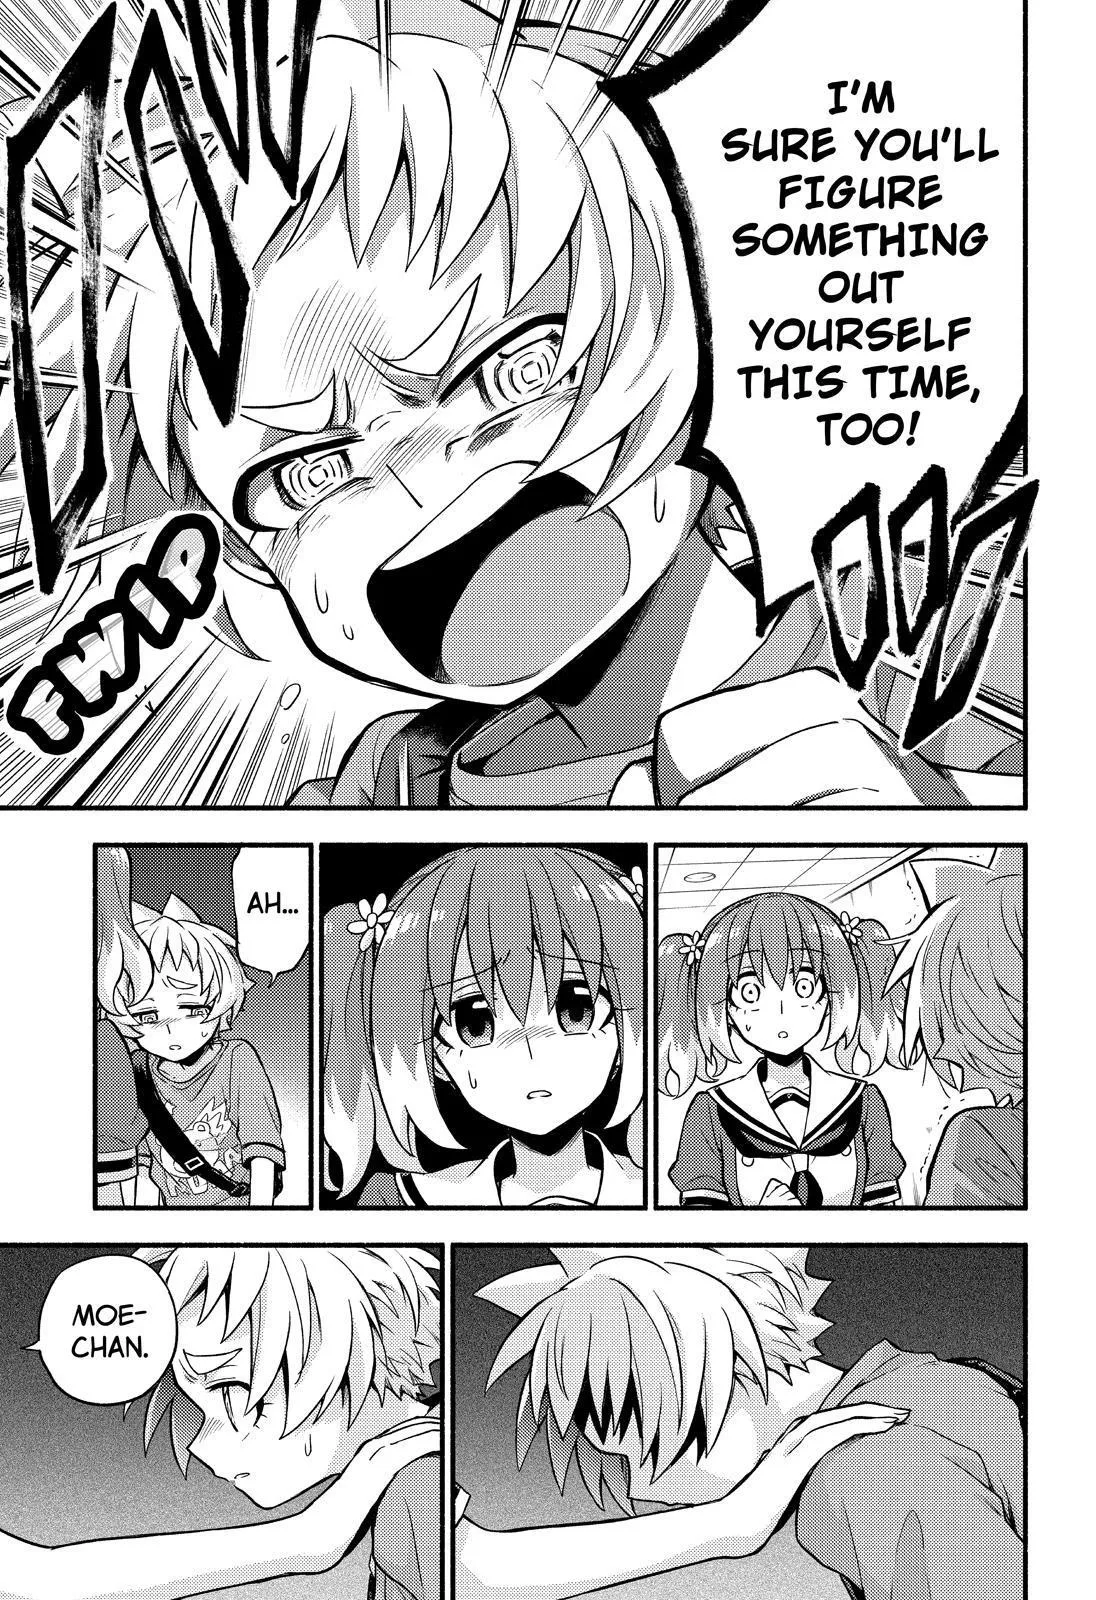 I'M
SURE YOU'LL
FIGURE
SOMETHING
OUT
YOURSELF
THIS TIME,
TOO!
FWIP
AH...
MOE-
CHAN.